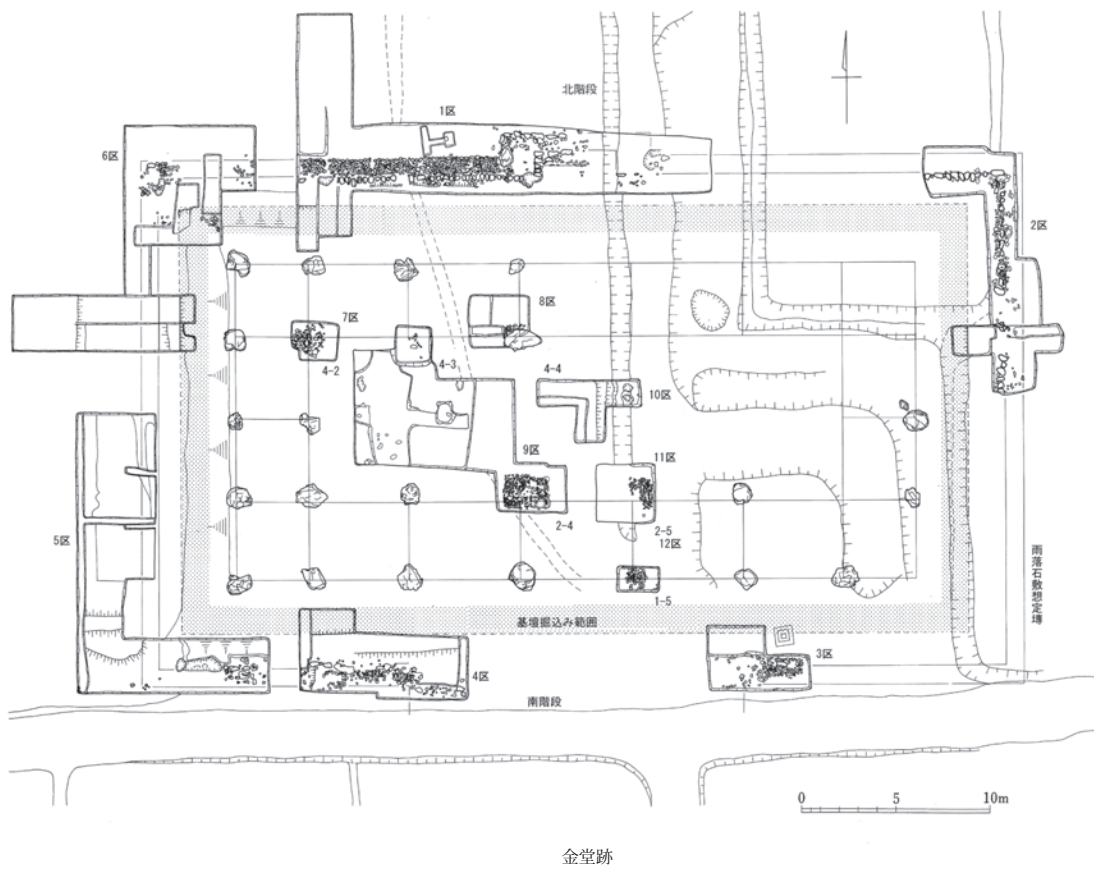 北階段
1区
6区
2区
8区
7区
4-2
4-3
4-4
10区
9区
11区
2-4
2-5
12区
5区
1-5
雨落石敷想定塼
基壇掘込み範囲
3区
4区
南階段
0 5 10m
金堂跡